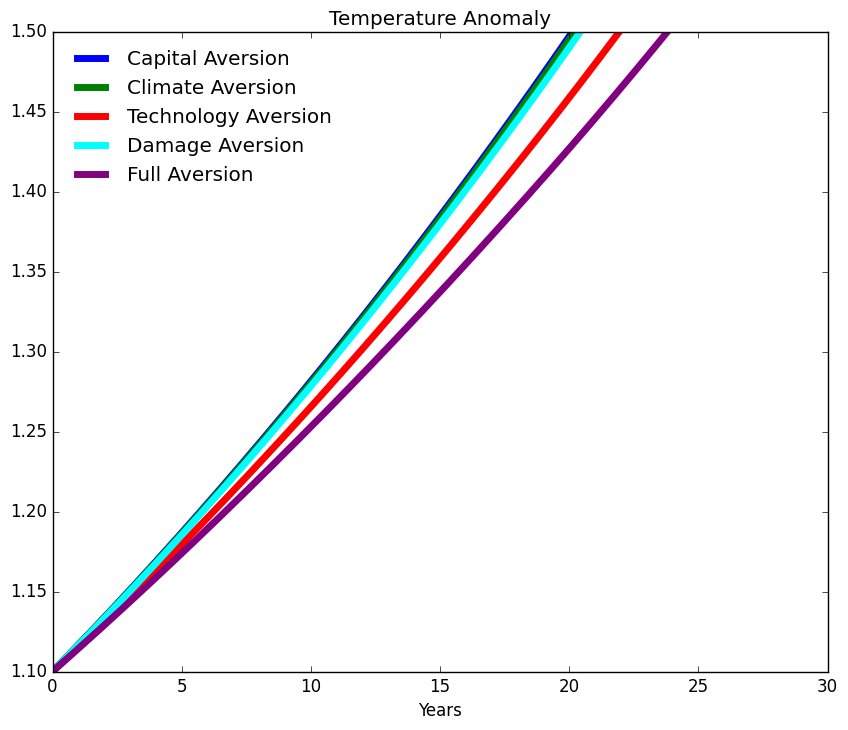 Temperature Anomaly
1.50
1.45
1.40
1.35
1.30
1.25
1.20
1.15
1.10
Capital Aversion
Climate Aversion
Technology Aversion
Damage Aversion
Full Aversion
0 5 10 15 20 25 30
Years